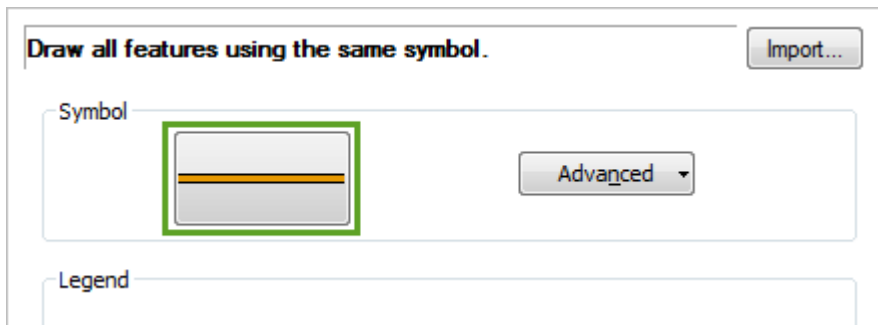 Draw all features using the same symbol.
Import...
Symbol
Advanced
Legend